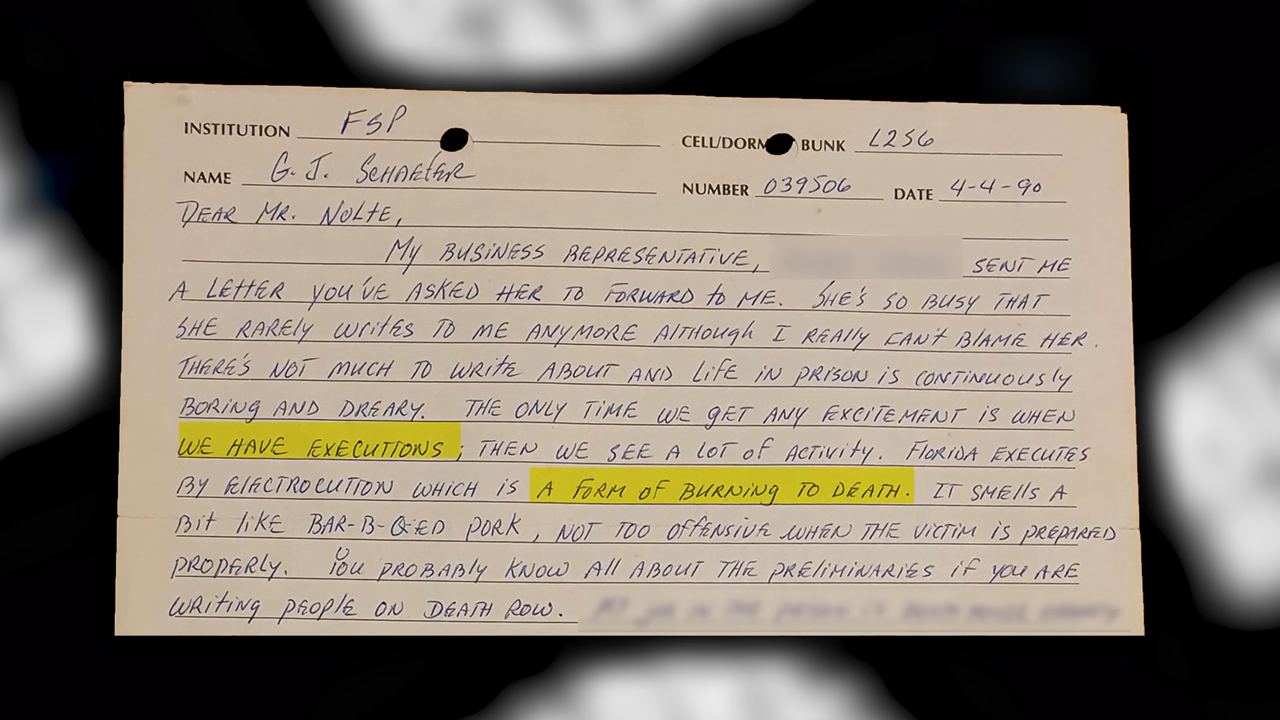 INSTITUTION FSP CELL/DORM BUNK L2S6
NAME G. J. SCHAEFER NUMBER 039506 DATE 4-4-90
DEAR MR. NOLTE,
MY BUSINESS REPRESENTATIVE, SENT ME
A LETTER YOU'VE ASKED HER TO FORWARD TO ME. SHE'S SO BUSY THAT
SHE RARELY WRITES TO ME ANYMORE ALTHOUGH I REALLY CAN'T BLAME HER.
THERE'S NOT MUCH TO WRITE ABOUT AND LIFE IN PRISON IS CONTINUOUSLY
BORING AND DREARY. THE ONLY TIME WE GET ANY EXCITEMENT IS WHEN
WE HAVE EXECUTIONS; THEN WE SEE A LOT OF ACTIVITY. FLORIDA EXECUTES
BY ELECTROCUTION WHICH IS A FORM OF BURNING TO DEATH. IT SMELLS A
BIT LIKE BAR-B-QED PORK, NOT TOO OFFENSIVE WHEN THE VICTIM IS PREPARED
PROPERLY. YOU PROBABLY KNOW ALL ABOUT THE PRELIMINARIES IF YOU ARE
WRITING PEOPLE ON DEATH ROW.